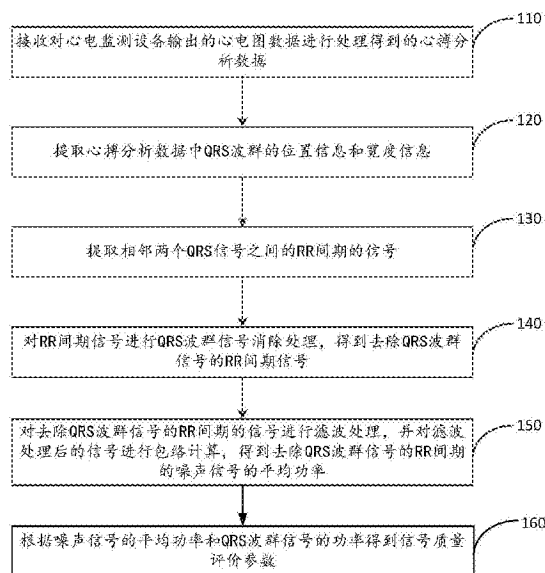 110
接收对心电监测设备输出的心电图数据进行处理得到的心搏分
析数据
120
提取心搏分析数据中QRS波群的位置信息和宽度信息
130
提取相邻两个QRS信号之间的RR间期的信号
140
对RR间期信号进行QRS波群信号消除处理，得到去除QRS波群
信号的RR间期信号
150
对去除QRS波群信号的RR间期的信号进行滤波处理，并对滤波
处理后的信号进行包络计算，得到去除QRS波群信号的RR间期
的噪声信号的平均功率
160
根据噪声信号的平均功率和QRS波群信号的功率得到信号质量
评价参数